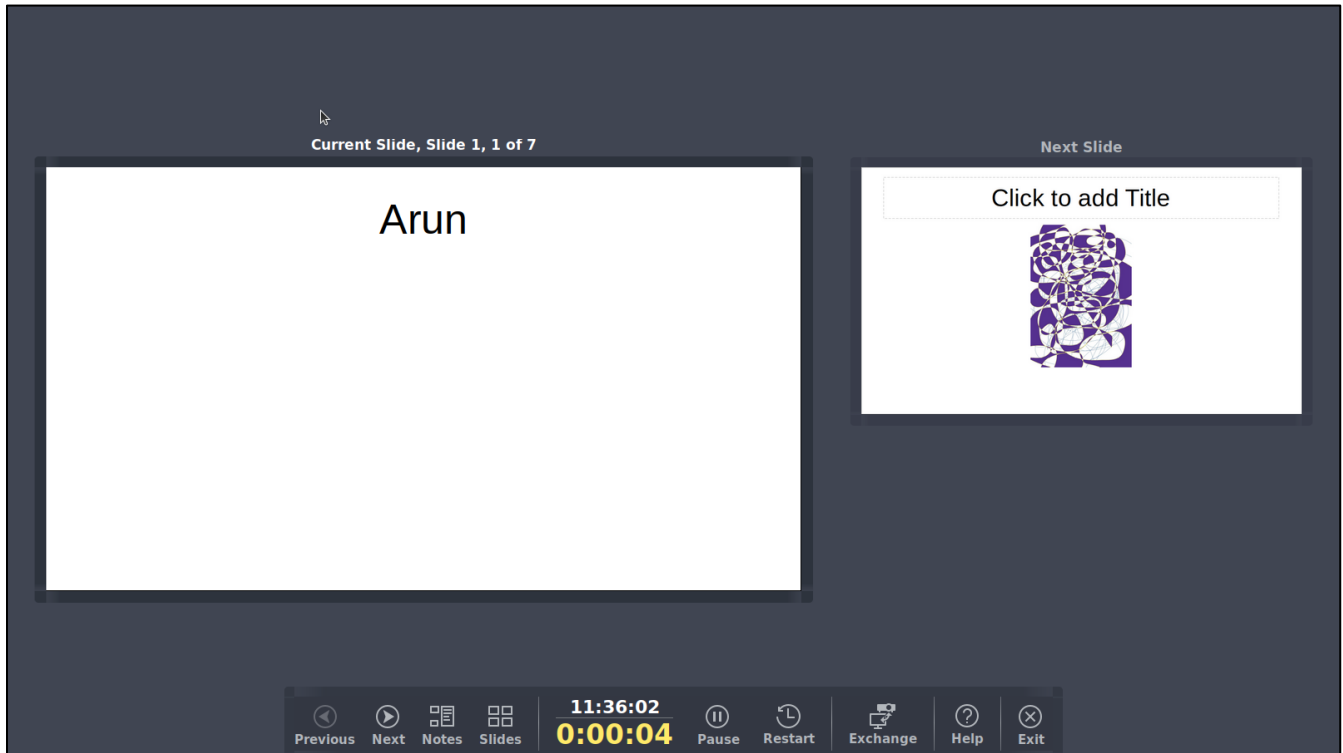 Current Slide, Slide 1, 1 of 7
Next Slide
Arun
Click to add Title
11:36:02
0:00:04
Previous
Next
Notes
Slides
Pause
Restart
Exchange
Help
Exit